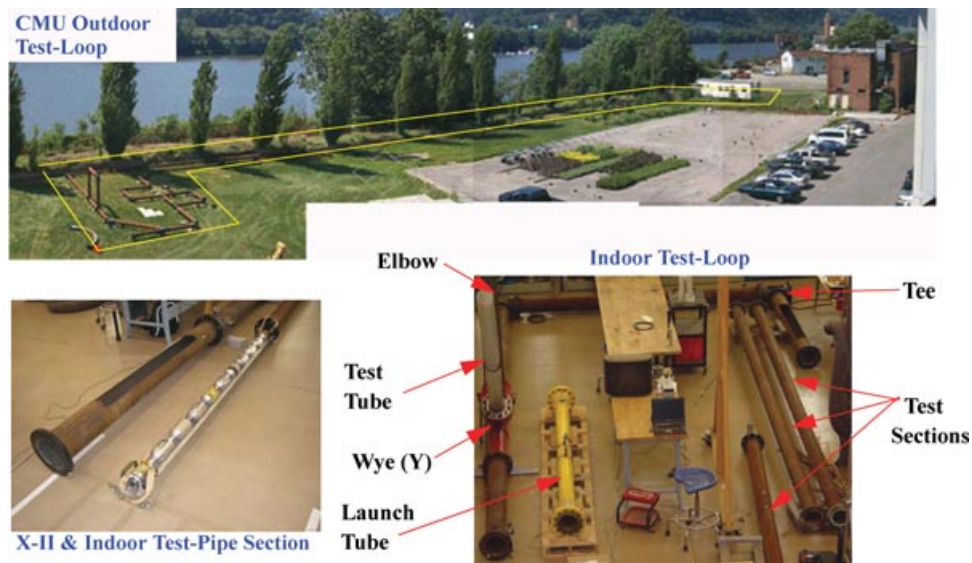 CMU Outdoor
Test-Loop
Elbow
Indoor Test-Loop
Tee
Test
Tube
Test
Sections
Wye (Y)
Launch
Tube
X-II & Indoor Test-Pipe Section